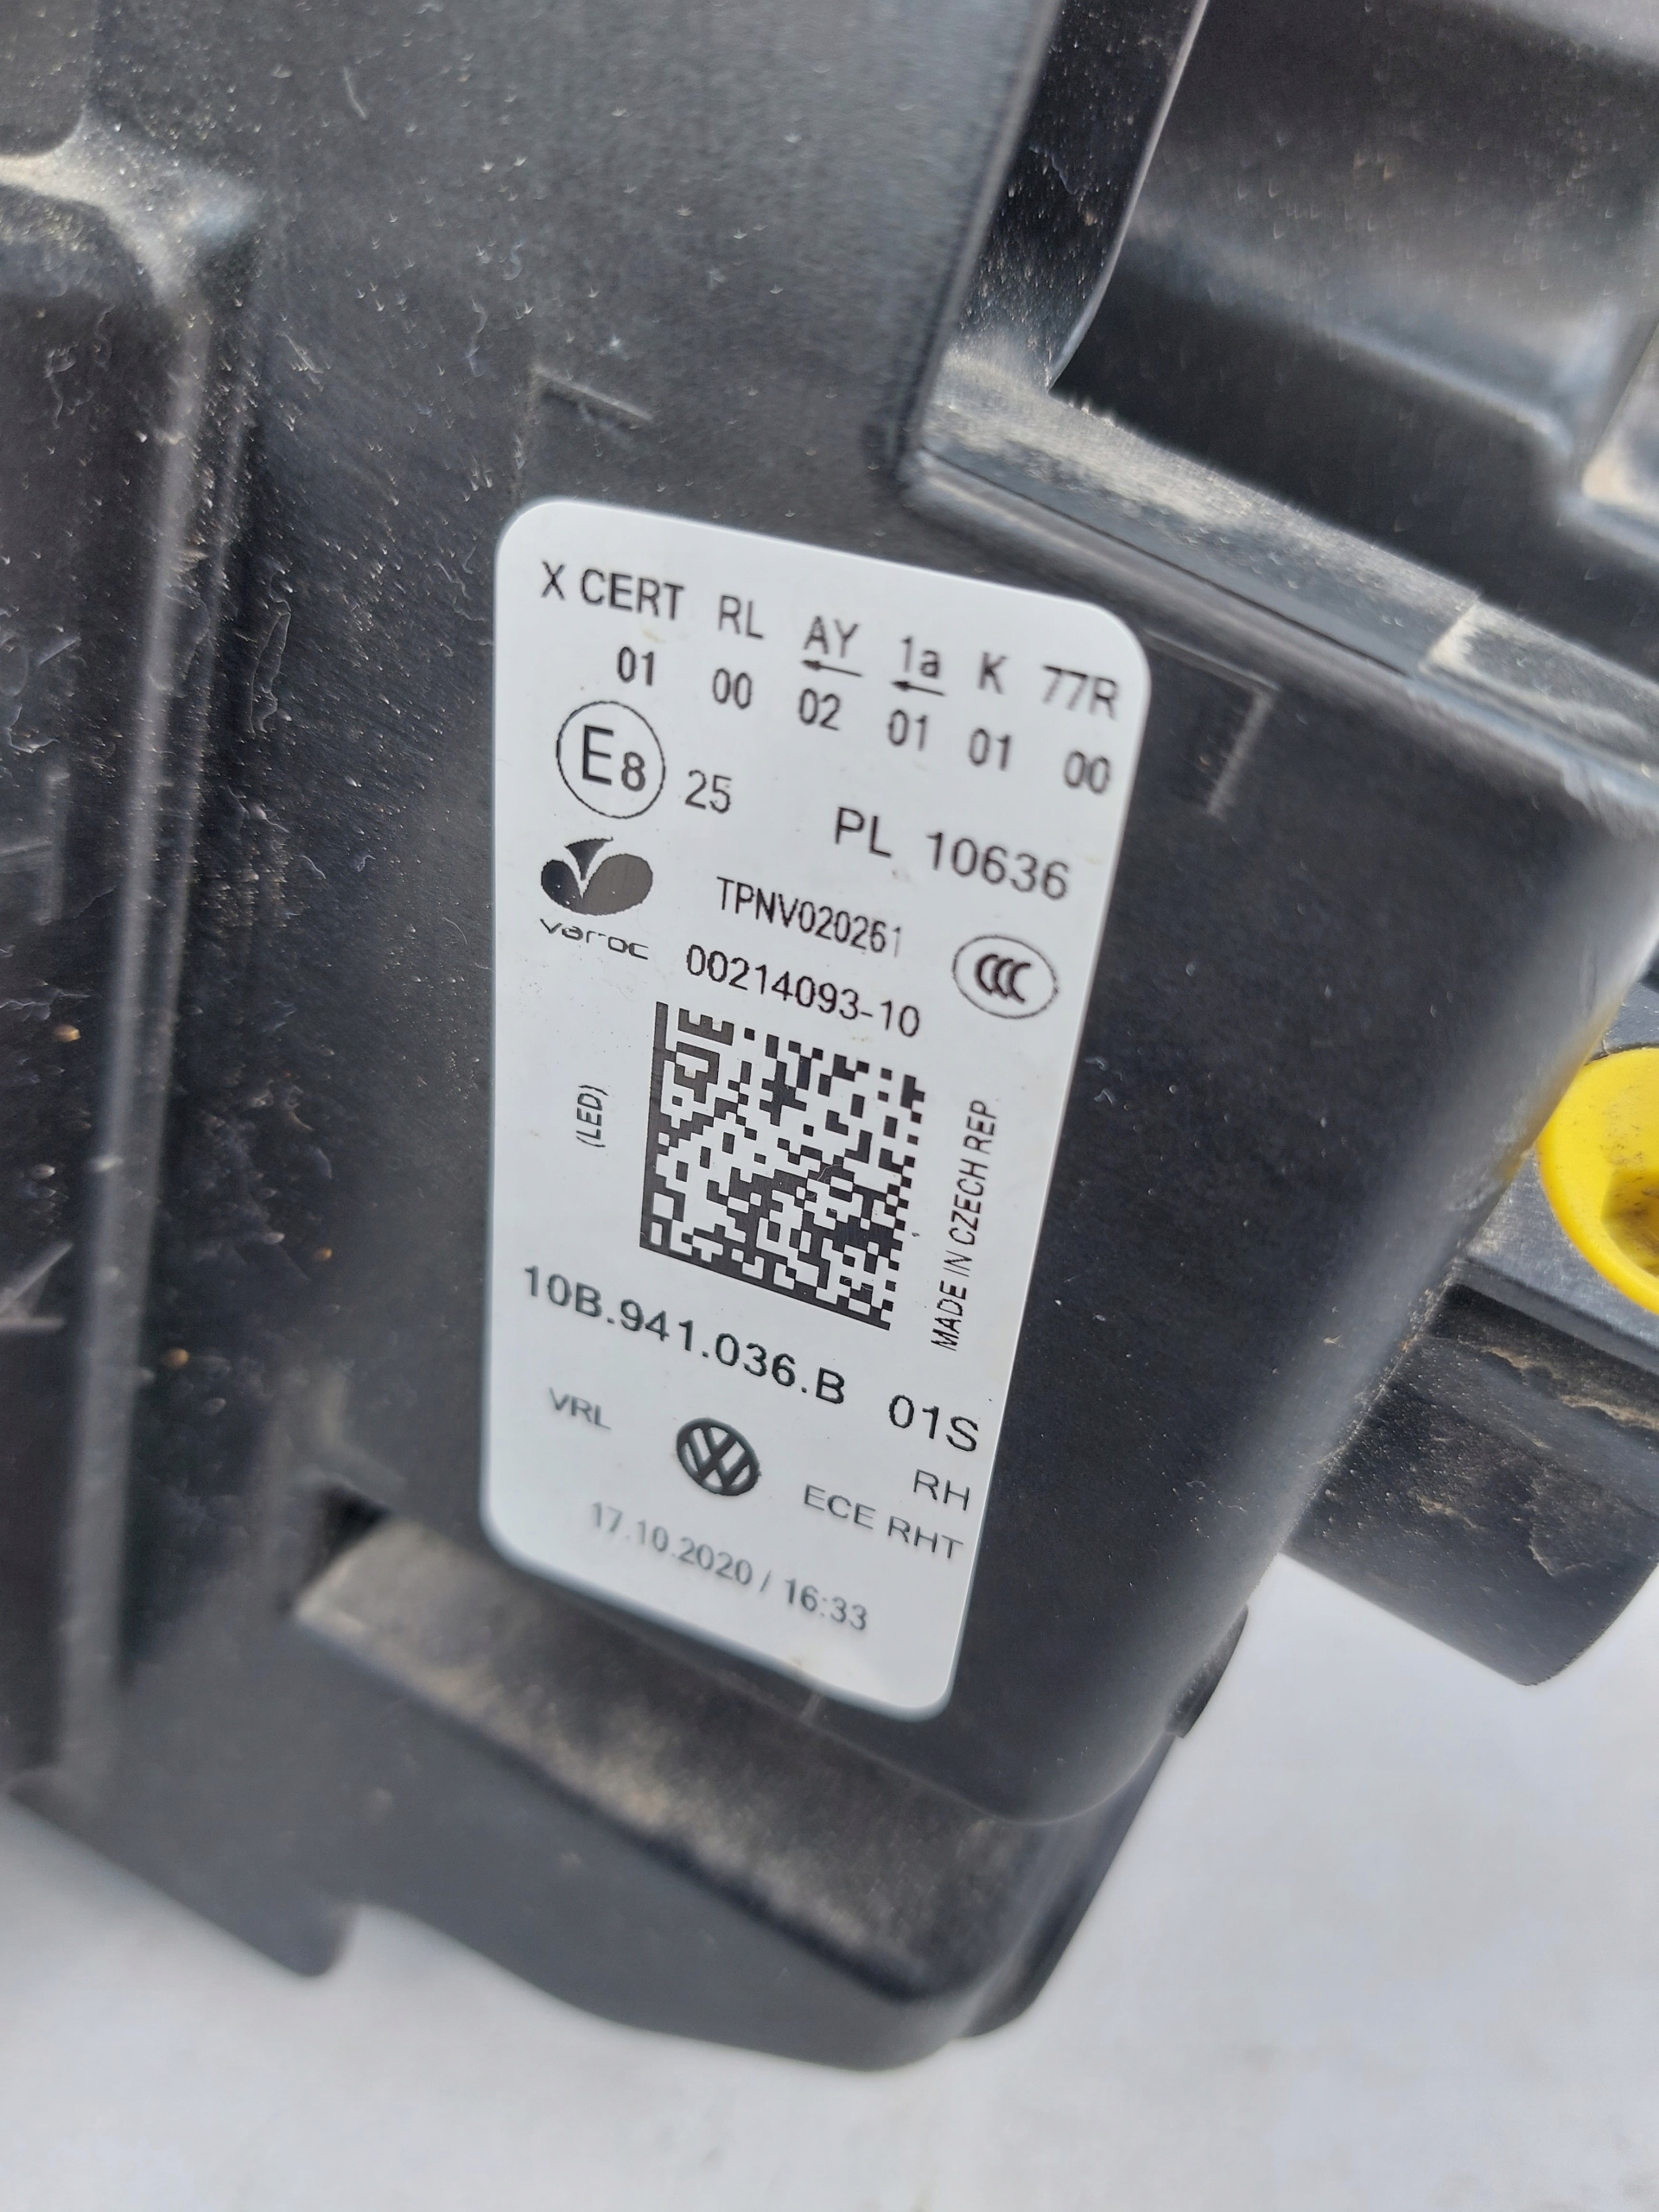 X CERT RL AY 1a K 77R
01 00 02 01 01 00
E8 25 PL 10636
varoc TPNV020261
00214093-10 CCC
(LED)
MADE IN CZECH REP
10B.941.036.B 01S
VRL RH
ECE RHT
17.10.2020 / 16:33